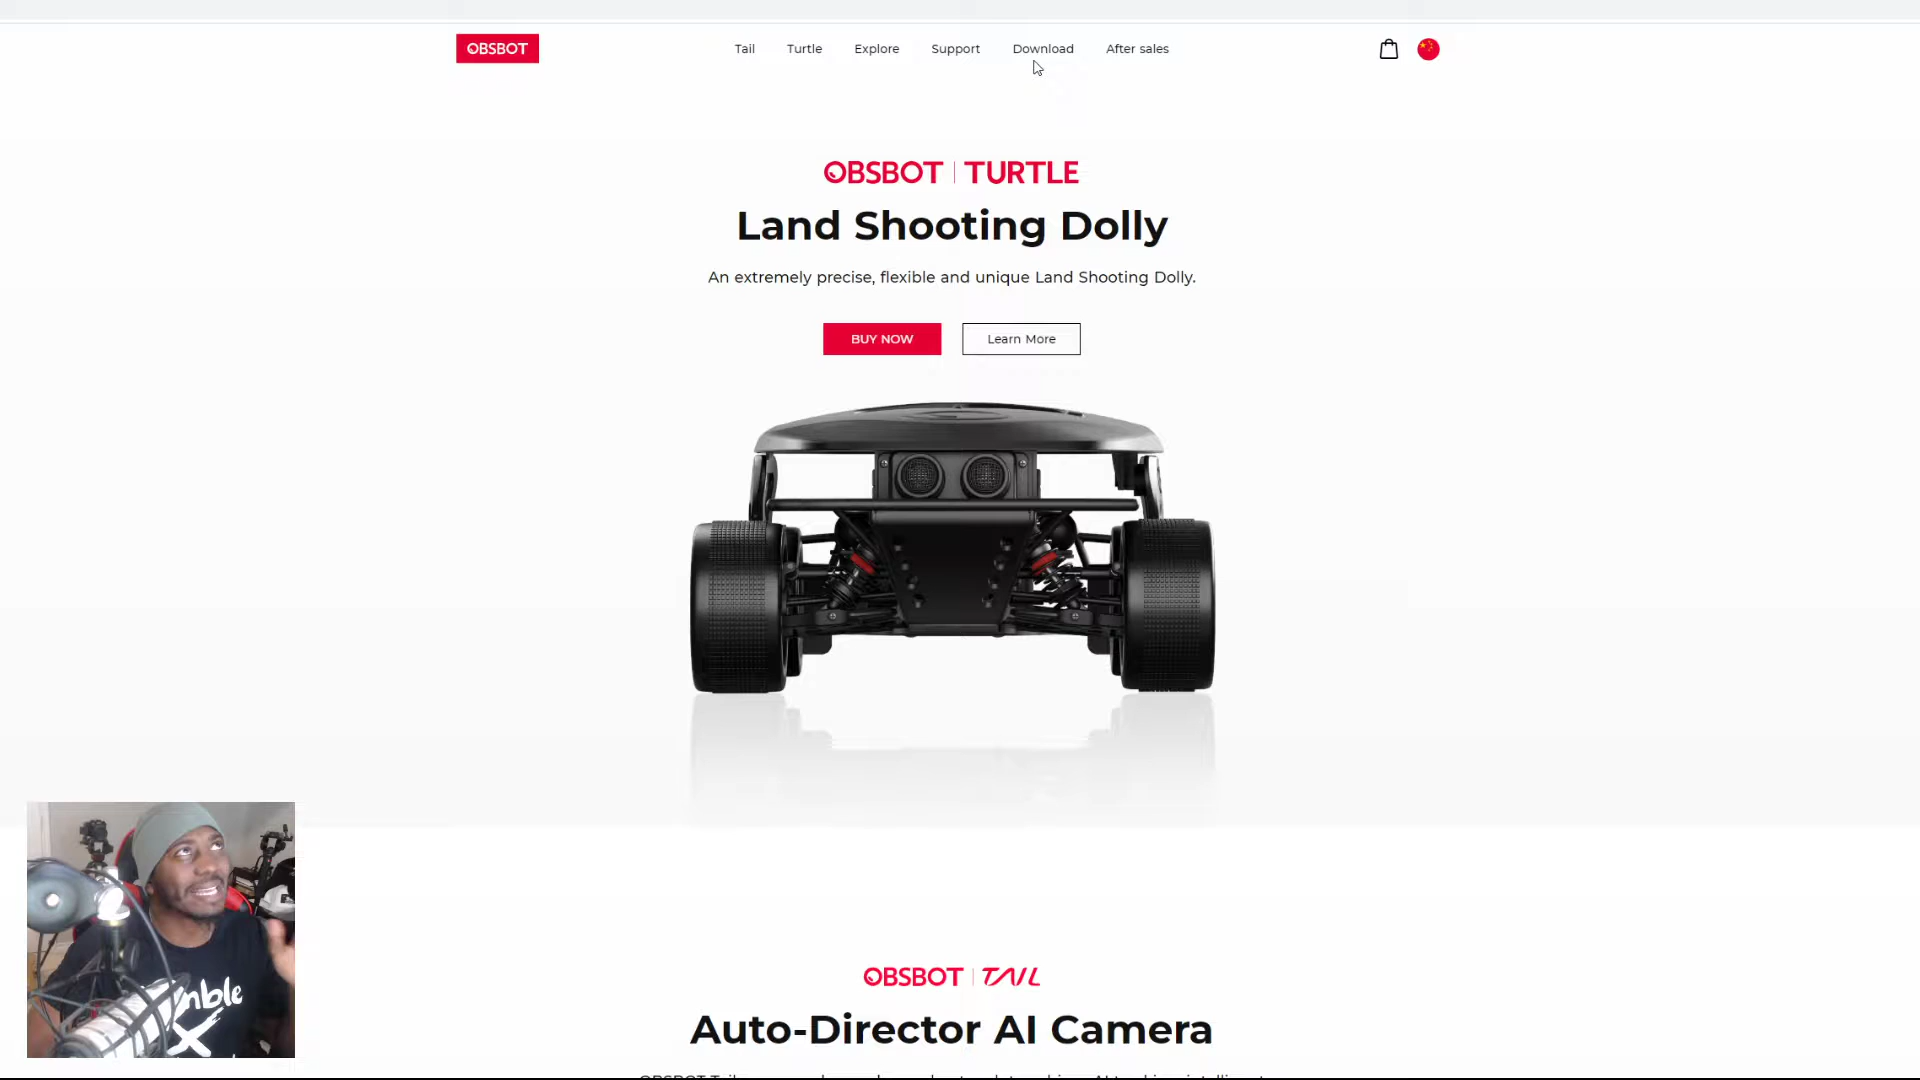 OBSBOT
Tail Turtle Explore Support Download After sales
OBSBOT | TURTLE
Land Shooting Dolly
An extremely precise, flexible and unique Land Shooting Dolly.
BUY NOW Learn More
OBSBOT | TAIL
Auto-Director AI Camera